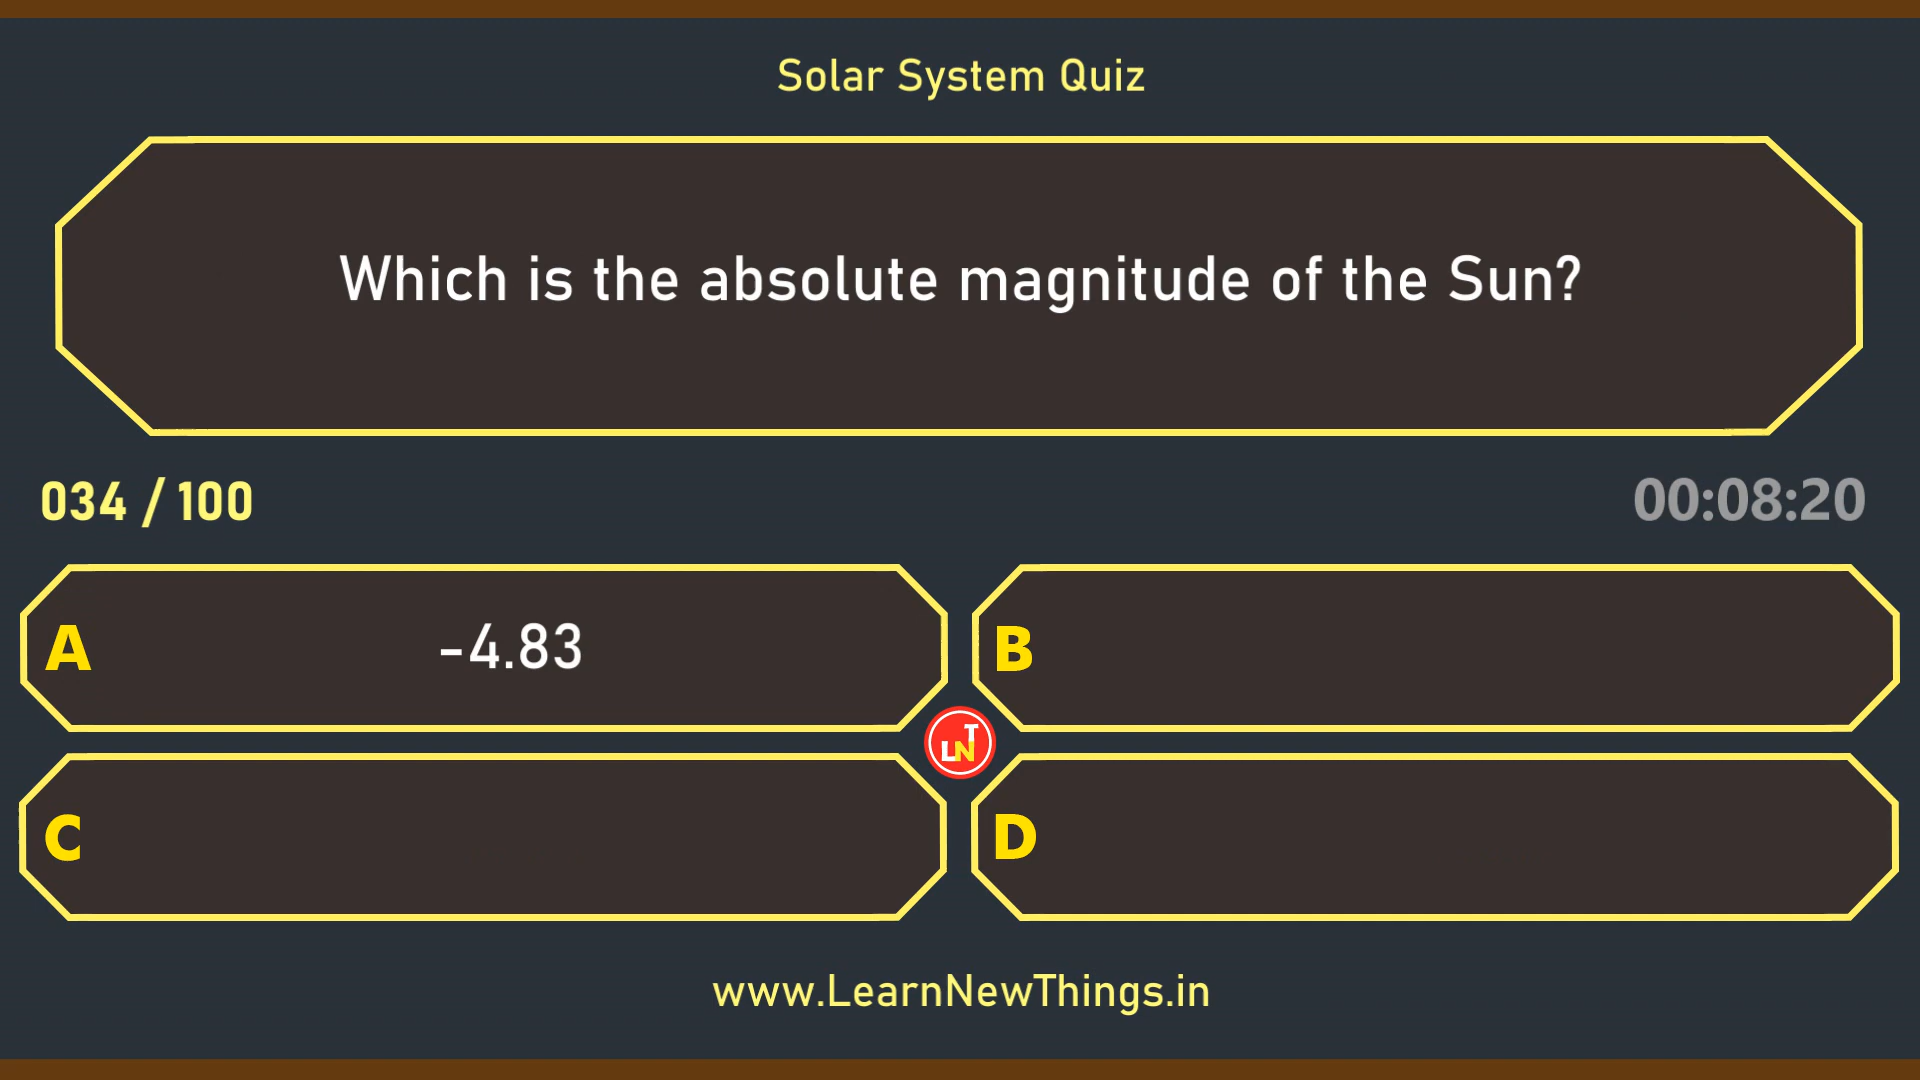 Solar System Quiz
Which is the absolute magnitude of the Sun?
034 / 100
00:08:20
A
-4.83
B
LNT
C
D
www.LearnNewThings.in